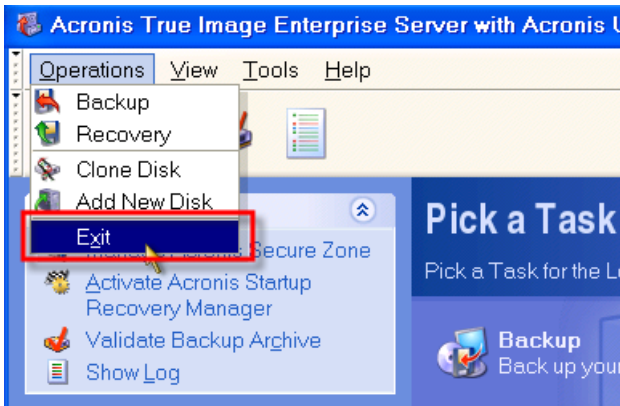 Acronis True Image Enterprise Server with Acronis
Operations View Tools Help
Backup
Recovery
Clone Disk
Add New Disk
Exit
Secure Zone
Activate Acronis Startup
Recovery Manager
Validate Backup Archive
Show Log
Pick a Task
Pick a Task for the
Backup
Back up your